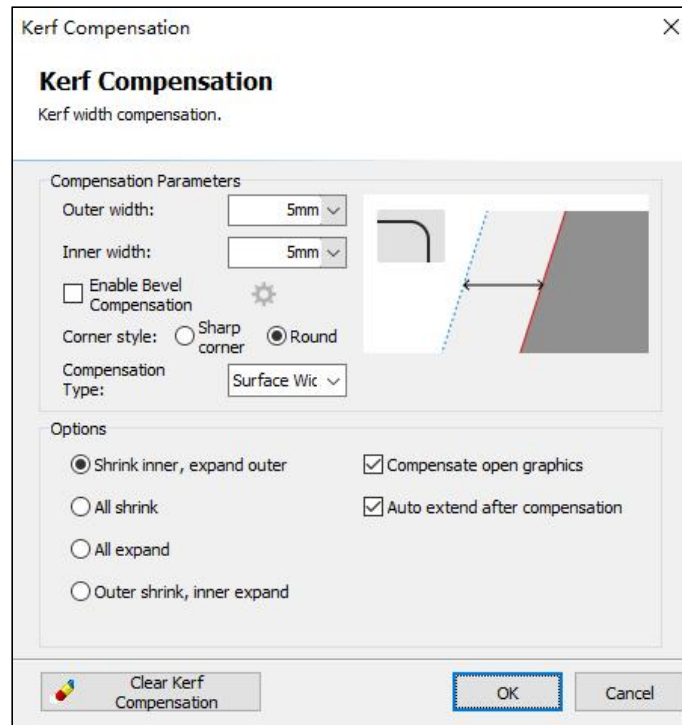 Kerf Compensation
Kerf Compensation
Kerf width compensation.
Compensation Parameters
Outer width:
5mm
Inner width:
5mm
Enable Bevel
Compensation
Corner style:
Sharp
corner
Round
Compensation
Type:
Surface Wic
Options
Shrink inner, expand outer
Compensate open graphics
All shrink
Auto extend after compensation
All expand
Outer shrink, inner expand
Clear Kerf
Compensation
OK
Cancel